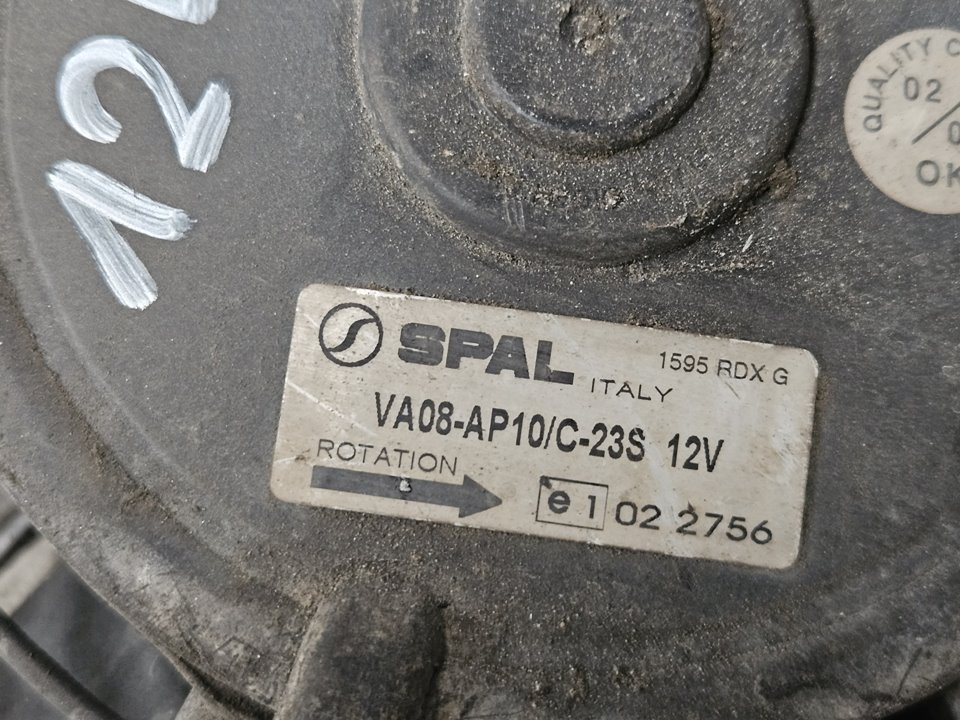 12
QUALITY
02
OK
SPAL
ITALY
1595 RDX G
VA08-AP10/C-23S 12V
ROTATION
e1 02 2756